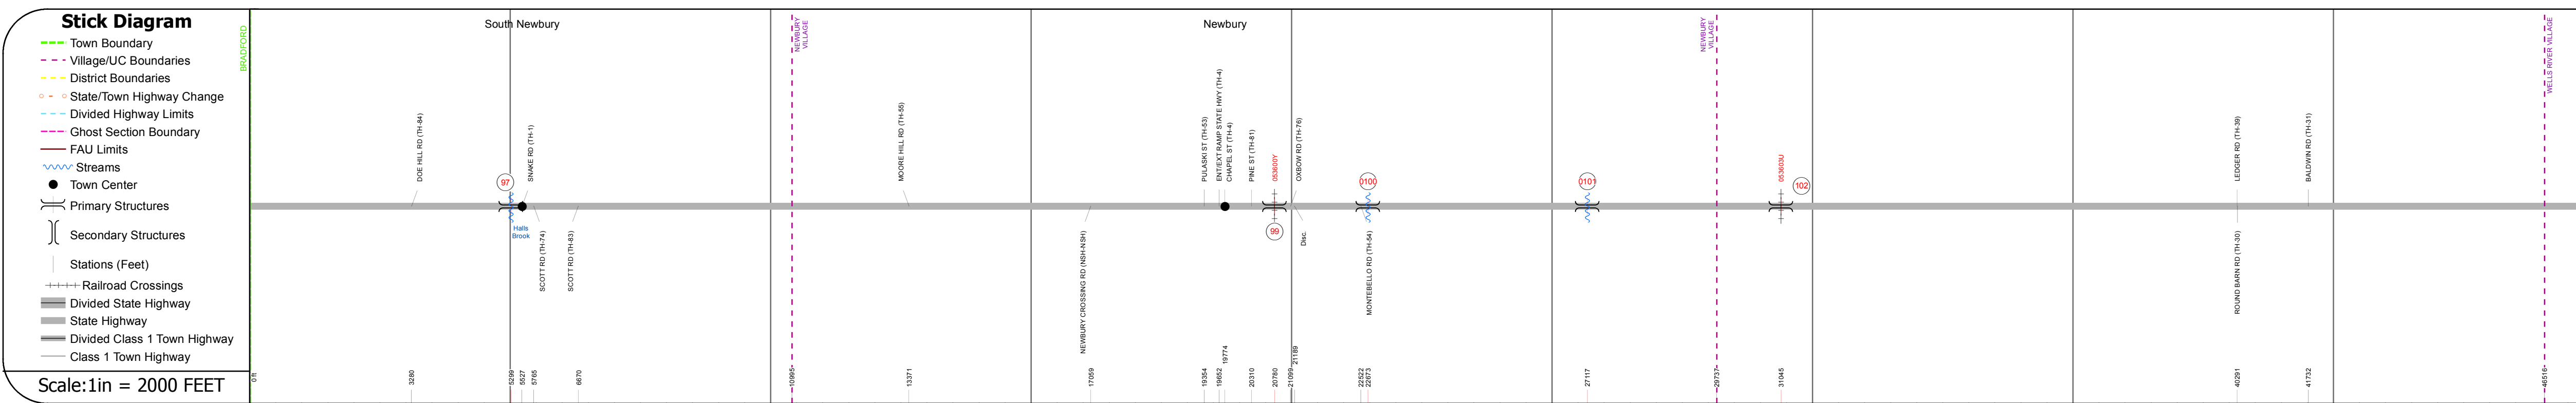 Stick Diagram
Town Boundary
Village/UC Boundaries
District Boundaries
State/Town Highway Change
Divided Highway Limits
Ghost Section Boundary
FAU Limits
Streams
Town Center
Primary Structures
Secondary Structures
Stations (Feet)
Railroad Crossings
Divided State Highway
State Highway
Divided Class 1 Town Highway
Class 1 Town Highway
Scale:1in = 2000 FEET
BRADFORD
South Newbury
NEWBURY
VILLAGE
Newbury
NEWBURY
VILLAGE
WELLS RIVER VILLAGE
DOE HILL RD (TH-84)
SNAKE RD (TH-1)
MOORE HILL RD (TH-55)
PULASKI ST (TH-53)
ENT/EXT RAMP STATE HWY (TH-4)
CHAPEL ST (TH-4)
PINE ST (TH-81)
053600Y
OXBOW RD (TH-76)
053603U
LEDGER RD (TH-39)
BALDWIN RD (TH-31)
97
0100
0101
102
Halls
Brook
SCOTT RD (TH-74)
SCOTT RD (TH-83)
NEWBURY CROSSING RD (NSH-NSH)
99
Disc.
MONTEBELLO RD (TH-54)
ROUND BARN RD (TH-30)
0 ft
3280
5299
5527
5765
6670
10995
13371
17059
19354
19652
19774
20310
20780
21099
21189
22522
22673
27117
29737
31045
40291
41732
46516